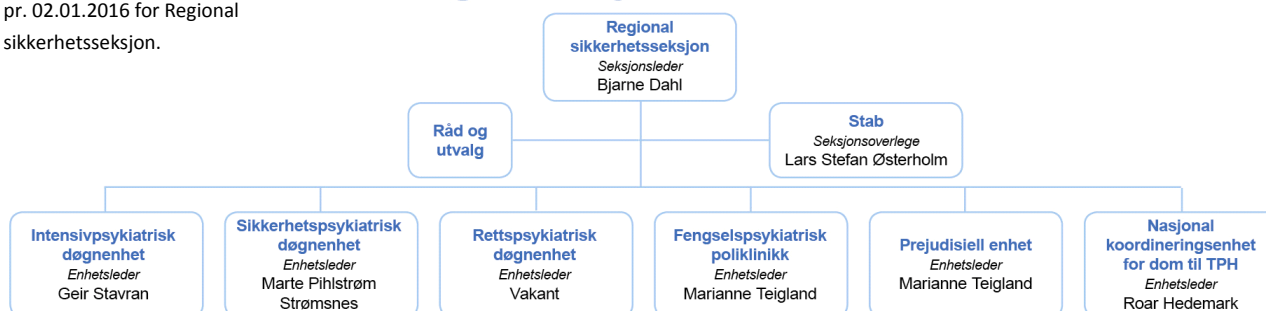 pr. 02.01.2016 for Regional
sikkerhetsseksjon.
Regional
sikkerhetsseksjon
Seksjonsleder
Bjarne Dahl
Råd og
utvalg
Stab
Seksjonsoverlege
Lars Stefan Østerholm
Intensivpsykiatrisk
døgnenhet
Enhetsleder
Geir Stavran
Sikkerhetspsykiatrisk
døgnenhet
Enhetsleder
Marte Pihlstrøm
Strømsnes
Rettspsykiatrisk
døgnenhet
Enhetsleder
Vakant
Fengselspsykiatrisk
poliklinikk
Enhetsleder
Marianne Teigland
Prejudisiell enhet
Enhetsleder
Marianne Teigland
Nasjonal
koordineringsenhet
for dom til TPH
Enhetsleder
Roar Hedemark